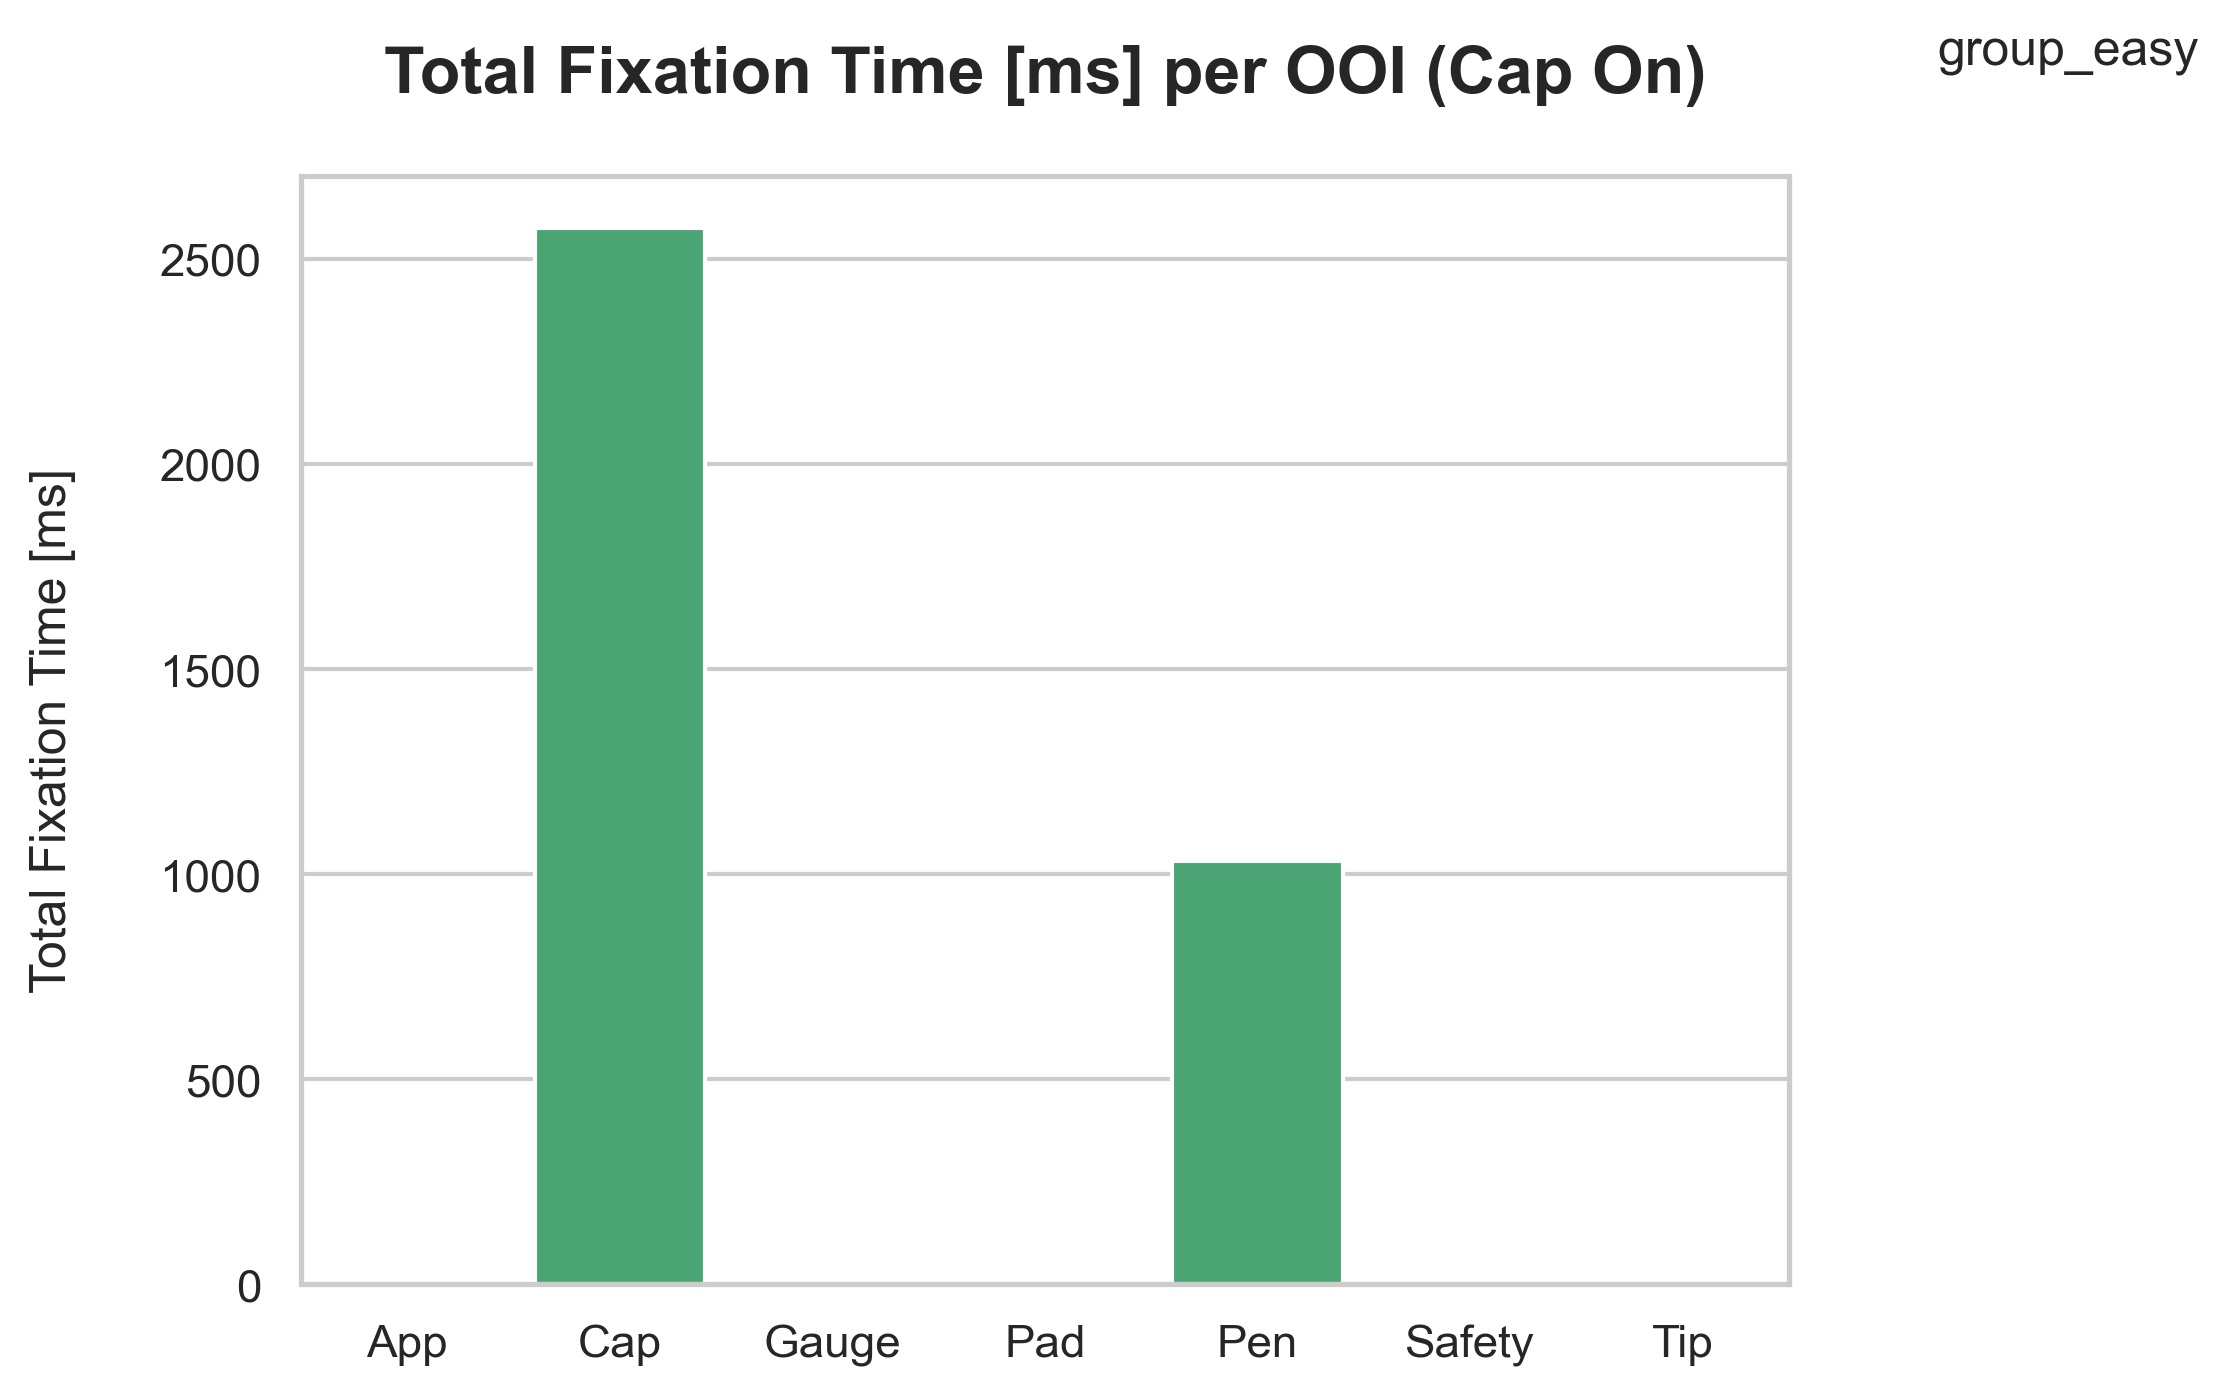 Total Fixation Time [ms] per OOI (Cap On)
group_easy
Total Fixation Time [ms]
2500
2000
1500
1000
500
0
App Cap Gauge Pad Pen Safety Tip